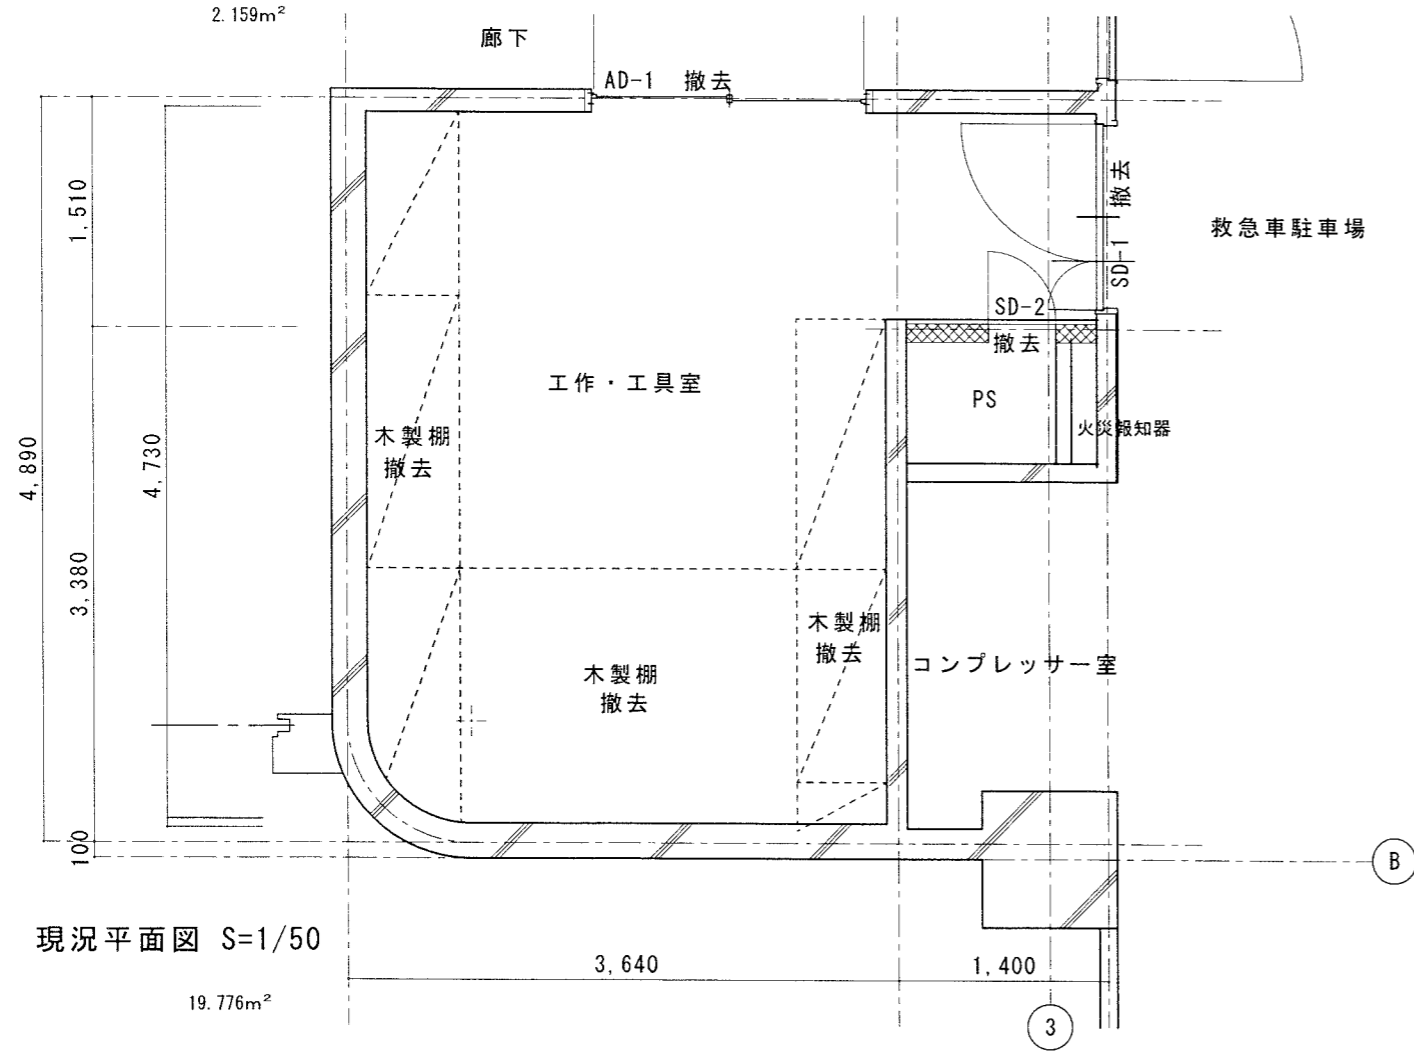 2.159m²
廊下
AD-1 撤去
1,510
撤去
SD-1
救急車駐車場
SD-2
撤去
工作・工具室
PS
火災報知器
木製棚
撤去
4,890
4,730
3,380
木製棚
撤去
木製棚
撤去
コンプレッサー室
100
B
現況平面図 S=1/50
3,640
1,400
19.776m²
3